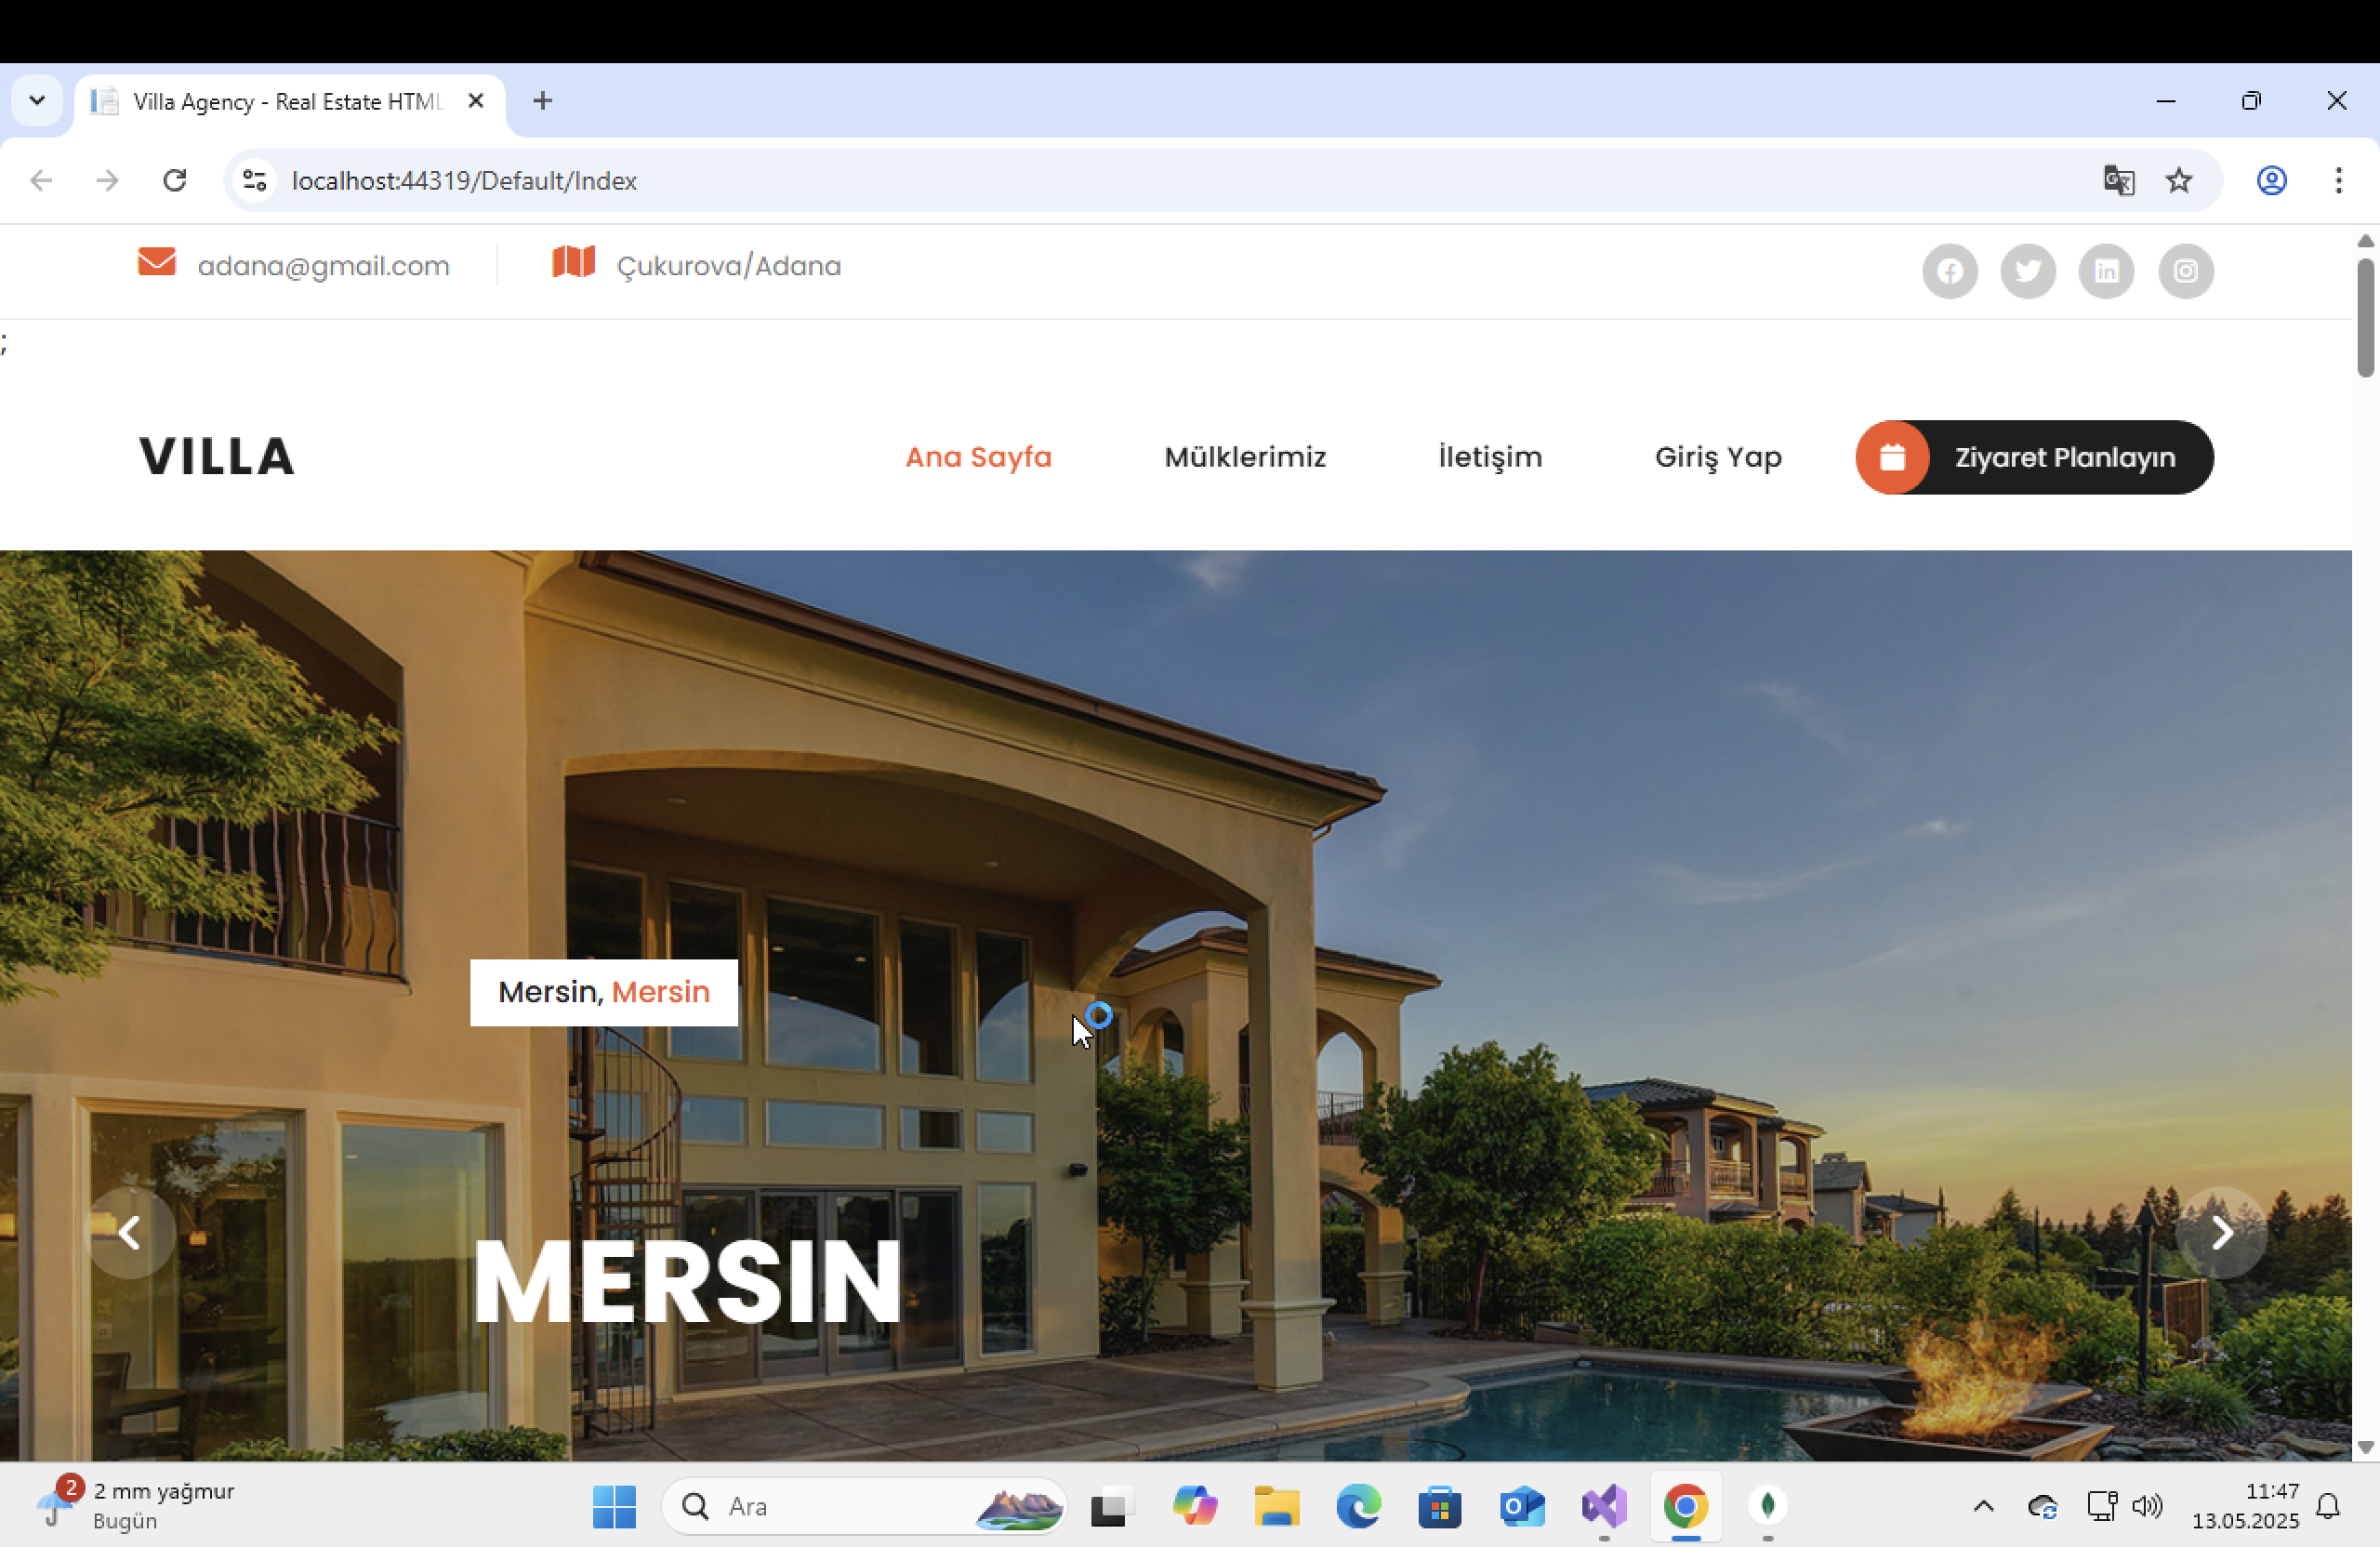 Villa Agency - Real Estate HTML
localhost:44319/Default/Index
adana@gmail.com
Çukurova/Adana
;
VILLA
Ana Sayfa
Mülklerimiz
İletişim
Giriş Yap
Ziyaret Planlayın
Mersin, Mersin
MERSIN
2
2 mm yağmur
Bugün
Ara
11:47
13.05.2025